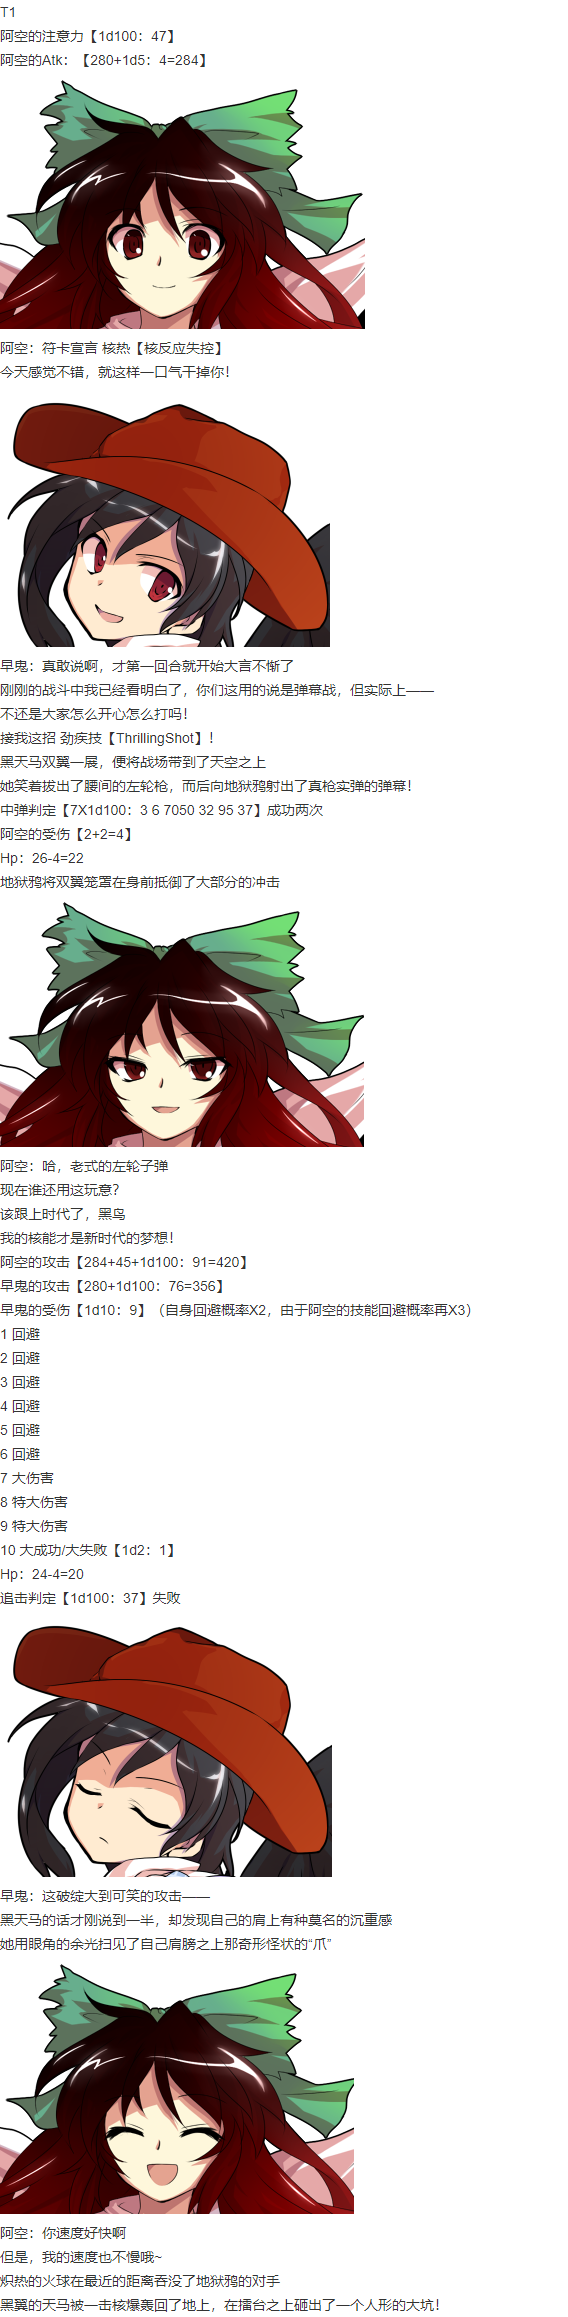 T1
阿空的注意力【1d100：47】
阿空的Atk：【280+1d5：4=284】
阿空：符卡宣言 核热【核反应失控】
今天感觉不错，就这样一口气干掉你！
早鬼：真敢说啊，才第一回合就开始大言不惭了
刚刚的战斗中我已经看明白了，你们这用的说是弹幕战，但实际上——
不还是大家怎么开心怎么打吗！
接我这招 劲疾技【ThrillingShot】！
黑天马双翼一展，便将战场带到了天空之上
她笑着拔出了腰间的左轮枪，而后向地狱鸦射出了真枪实弹的弹幕！
中弹判定【7X1d100：3 6 7050 32 95 37】成功两次
阿空的受伤【2+2=4】
Hp：26-4=22
地狱鸦将双翼笼罩在身前抵御了大部分的冲击
阿空：哈，老式的左轮子弹
现在谁还用这玩意？
该跟上时代了，黑鸟
我的核能才是新时代的梦想！
阿空的攻击【284+45+1d100：91=420】
早鬼的攻击【280+1d100：76=356】
早鬼的受伤【1d10：9】（自身回避概率X2，由于阿空的技能回避概率再X3）
1 回避
2 回避
3 回避
4 回避
5 回避
6 回避
7 大伤害
8 特大伤害
9 特大伤害
10 大成功/大失败【1d2：1】
Hp：24-4=20
追击判定【1d100：37】失败
早鬼：这破绽大到可笑的攻击——
黑天马的话才刚说到一半，却发现自己的肩上有种莫名的沉重感
她用眼角的余光扫见了自己肩膀之上那奇形怪状的“爪”
阿空：你速度好快啊
但是，我的速度也不慢哦~
炽热的火球在最近的距离吞没了地狱鸦的对手
黑翼的天马被一击核爆轰回了地上，在擂台之上砸出了一个人形的大坑！